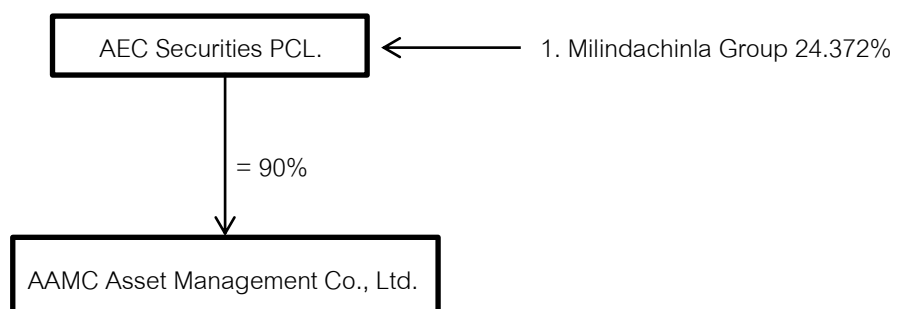 AEC Securities PCL.
1. Milindachinla Group 24.372%
= 90%
AAMC Asset Management Co., Ltd.